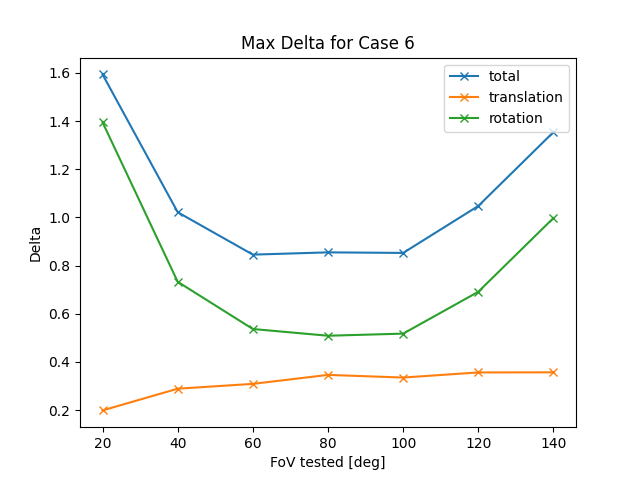 Max Delta for Case 6
total
translation
rotation
Delta
1.6
1.4
1.2
1.0
0.8
0.6
0.4
0.2
20 40 60 80 100 120 140
FoV tested [deg]